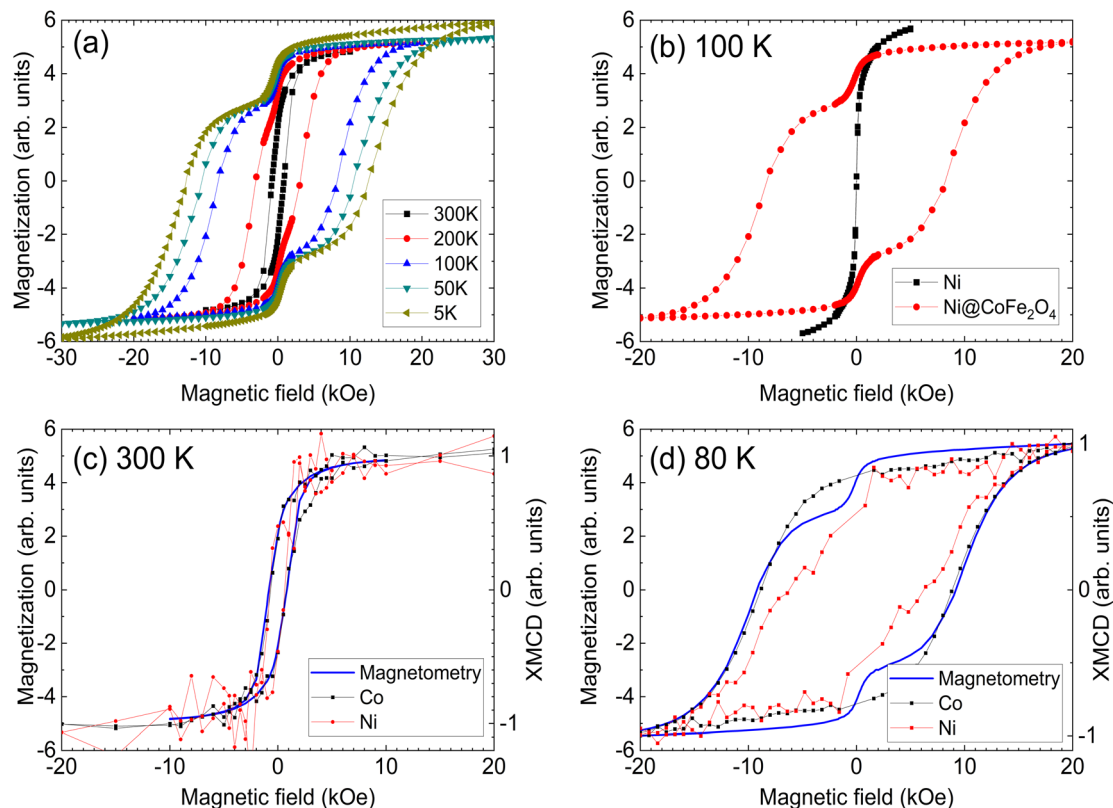 (a)
Magnetization (arb. units)
6
4
2
0
-2
-4
-6
-30 -20 -10 0 10 20 30
Magnetic field (kOe)
300K
200K
100K
50K
5K
(b) 100 K
Magnetization (arb. units)
6
4
2
0
-2
-4
-6
-20 -10 0 10 20
Magnetic field (kOe)
Ni
Ni@CoFe₂O₄
(c) 300 K
Magnetization (arb. units)
6
4
2
0
-2
-4
-6
-20 -10 0 10 20
Magnetic field (kOe)
1
0
-1
XMCD (arb. units)
Magnetometry
Co
Ni
(d) 80 K
Magnetization (arb. units)
6
4
2
0
-2
-4
-6
-20 -10 0 10 20
Magnetic field (kOe)
1
0
-1
XMCD (arb. units)
Magnetometry
Co
Ni